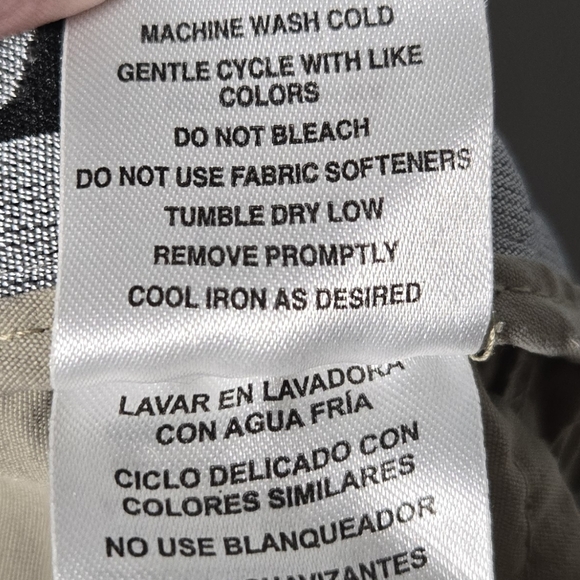 MACHINE WASH COLD
GENTLE CYCLE WITH LIKE
COLORS
DO NOT BLEACH
DO NOT USE FABRIC SOFTENERS
TUMBLE DRY LOW
REMOVE PROMPTLY
COOL IRON AS DESIRED
LAVAR EN LAVADORA
CON AGUA FRÍA
CICLO DELICADO CON
COLORES SIMILARES
NO USE BLANQUEADOR